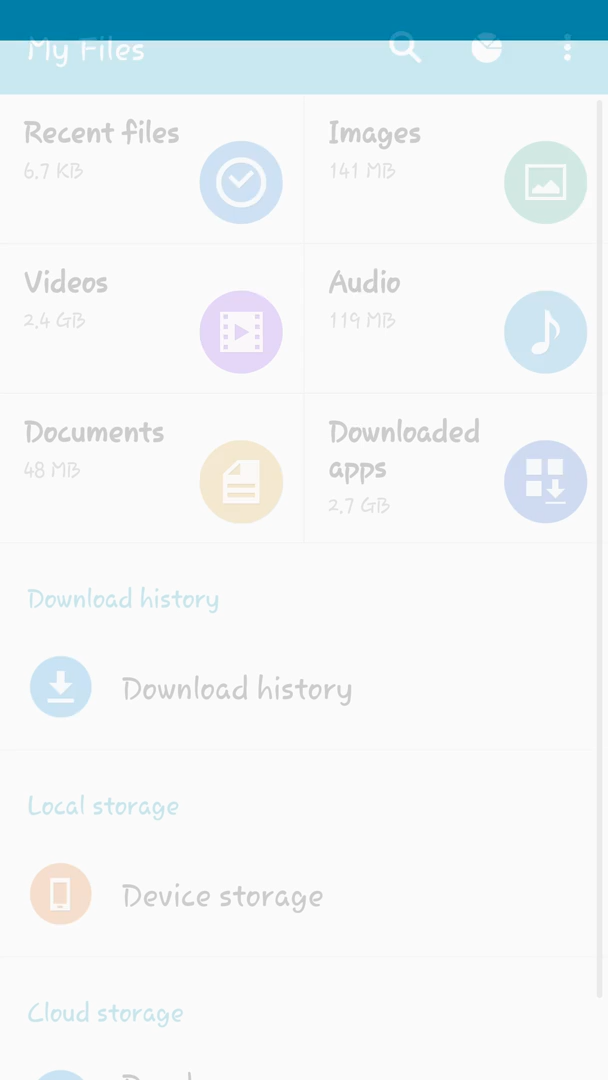 My Files
Recent files
6.7 KB
Images
141 MB
Videos
2.4 GB
Audio
119 MB
Documents
48 MB
Downloaded
apps
2.7 GB
Download history
Download history
Local storage
Device storage
Cloud storage